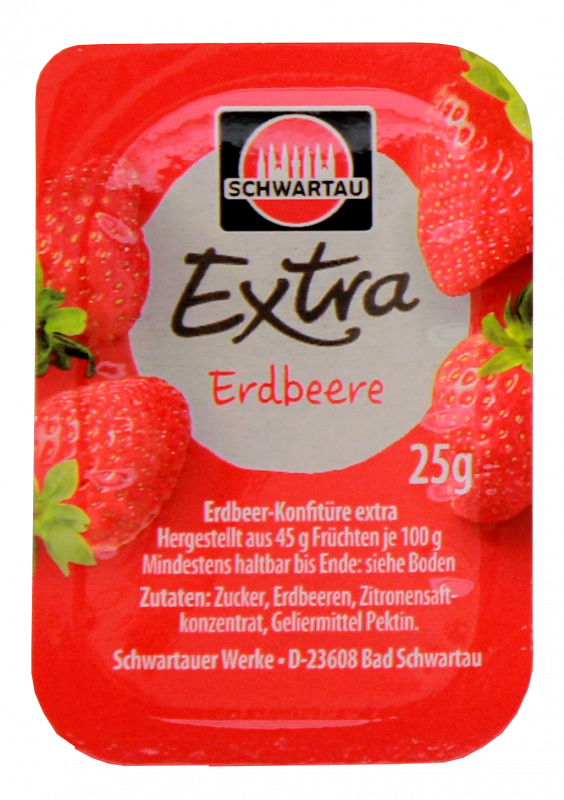 SCHWARTAU
Extra
Erdbeere
25g
Erdbeer-Konfitüre extra
Hergestellt aus 45 g Früchten je 100 g
Mindestens haltbar bis Ende: siehe Boden
Zutaten: Zucker, Erdbeeren, Zitronensaft-
konzentrat, Geliermittel Pektin.
Schwartauer Werke • D-23608 Bad Schwartau